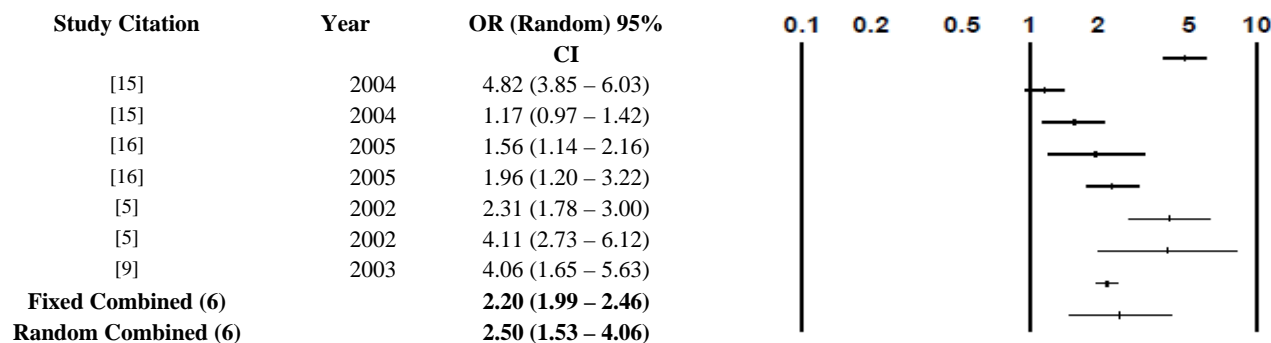 Study Citation Year OR (Random) 95% CI 0.1 0.2 0.5 1 2 5 10
[15] 2004 4.82 (3.85 – 6.03)
[15] 2004 1.17 (0.97 – 1.42)
[16] 2005 1.56 (1.14 – 2.16)
[16] 2005 1.96 (1.20 – 3.22)
[5] 2002 2.31 (1.78 – 3.00)
[5] 2002 4.11 (2.73 – 6.12)
[9] 2003 4.06 (1.65 – 5.63)
Fixed Combined (6) 2.20 (1.99 – 2.46)
Random Combined (6) 2.50 (1.53 – 4.06)